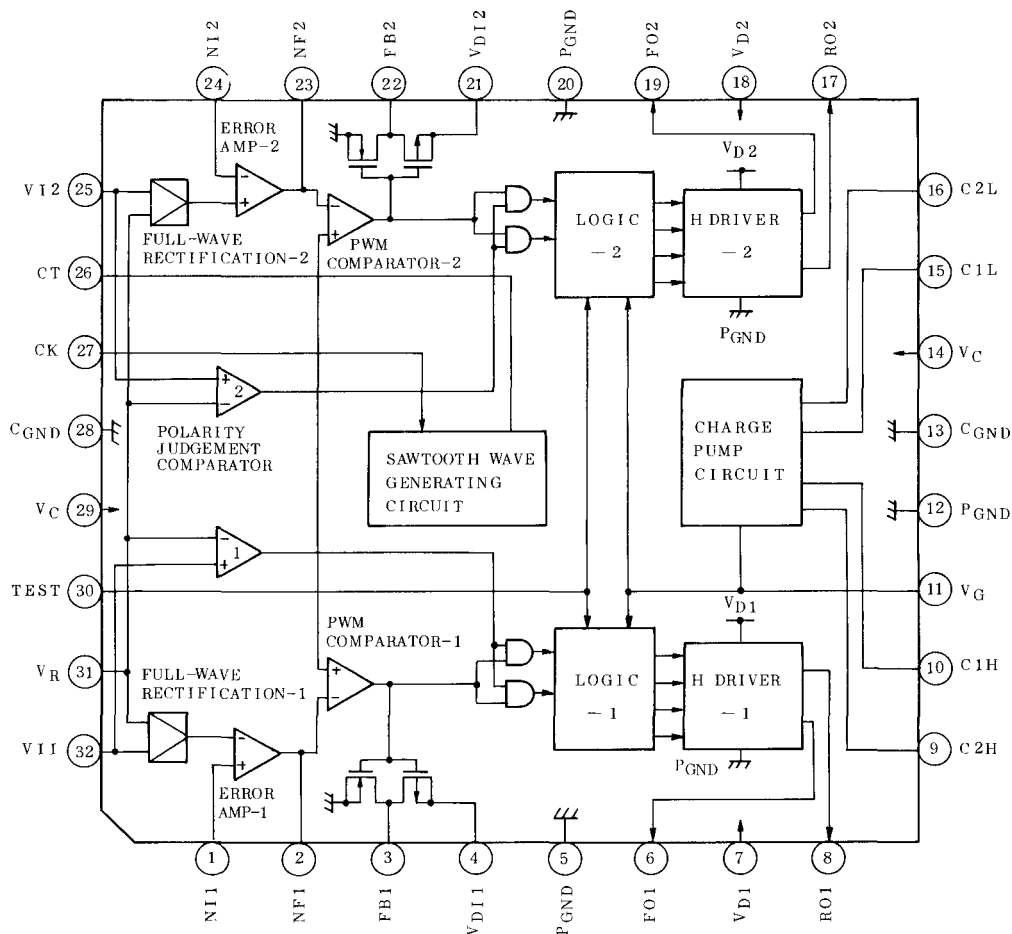 NI2 NF2 FB2 VDI2 PGND FO2 VD2 RO2
24 23 22 21 20 19 18 17
ERROR
AMP-2
VD2
VI2 25
16 C2L
- +
- +
LOGIC
-2
H DRIVER
-2
FULL-WAVE
RECTIFICATION-2
PWM
COMPARATOR-2
CT 26
15 C1L
PGND
CK 27
14 VC
+ 2 -
CGND 28
POLARITY
JUDGEMENT
COMPARATOR
SAWTOOTH WAVE
GENERATING
CIRCUIT
CHARGE
PUMP
CIRCUIT
13 CGND
VC 29
12 PGND
- 1 +
TEST 30
11 VG
VD1
PWM
COMPARATOR-1
VR 31
FULL-WAVE
RECTIFICATION-1
+ -
LOGIC
-1
H DRIVER
-1
10 C1H
VII 32
- +
9 C2H
PGND
ERROR
AMP-1
1 2 3 4 5 6 7 8
NI1 NF1 FB1 VDI1 PGND FO1 VD1 RO1